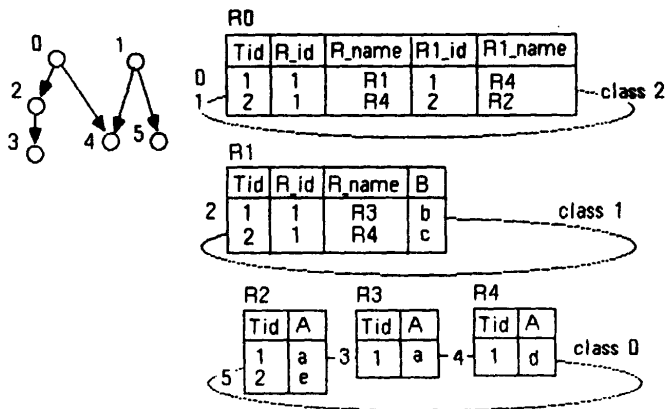 0 1
2
3 4 5
R0
Tid R_id R_name R1_id R1_name
0 1 1 R1 1 R4
1 2 1 R4 2 R2
class 2
R1
Tid R_id R_name B
2 1 1 R3 b
2 1 R4 c
class 1
R2 R3 R4
Tid A Tid A Tid A
1 a 3 1 a 4 1 d
5 2 e
class 0